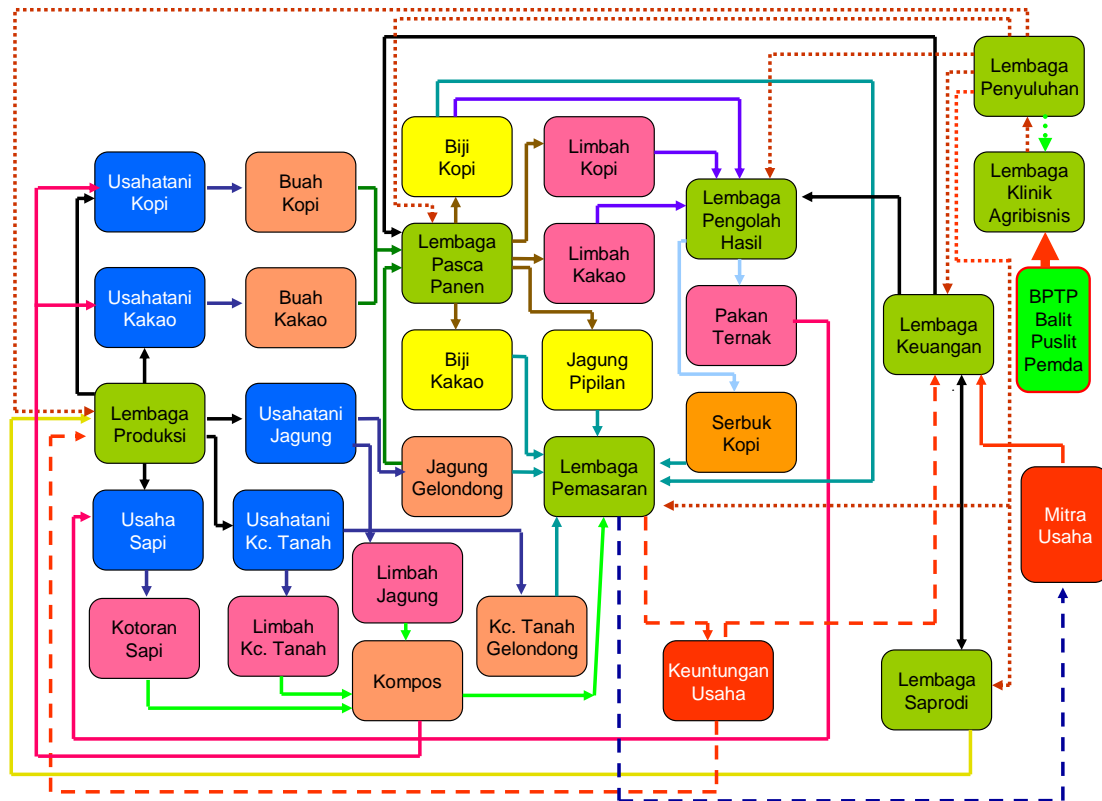 Lembaga
Penyuluhan
Biji
Kopi
Limbah
Kopi
Usahatani
Kopi
Buah
Kopi
Lembaga
Klinik
Agribisnis
Lembaga
Pengolah
Hasil
Lembaga
Pasca
Panen
Limbah
Kakao
Usahatani
Kakao
Buah
Kakao
BPTP
Balit
Puslit
Pemda
Pakan
Ternak
Lembaga
Keuangan
Biji
Kakao
Jagung
Pipilan
Lembaga
Produksi
Usahatani
Jagung
Serbuk
Kopi
Jagung
Gelondong
Lembaga
Pemasaran
Usaha
Sapi
Usahatani
Kc. Tanah
Mitra
Usaha
Limbah
Jagung
Kotoran
Sapi
Limbah
Kc. Tanah
Kc. Tanah
Gelondong
Kompos
Keuntungan
Usaha
Lembaga
Saprodi